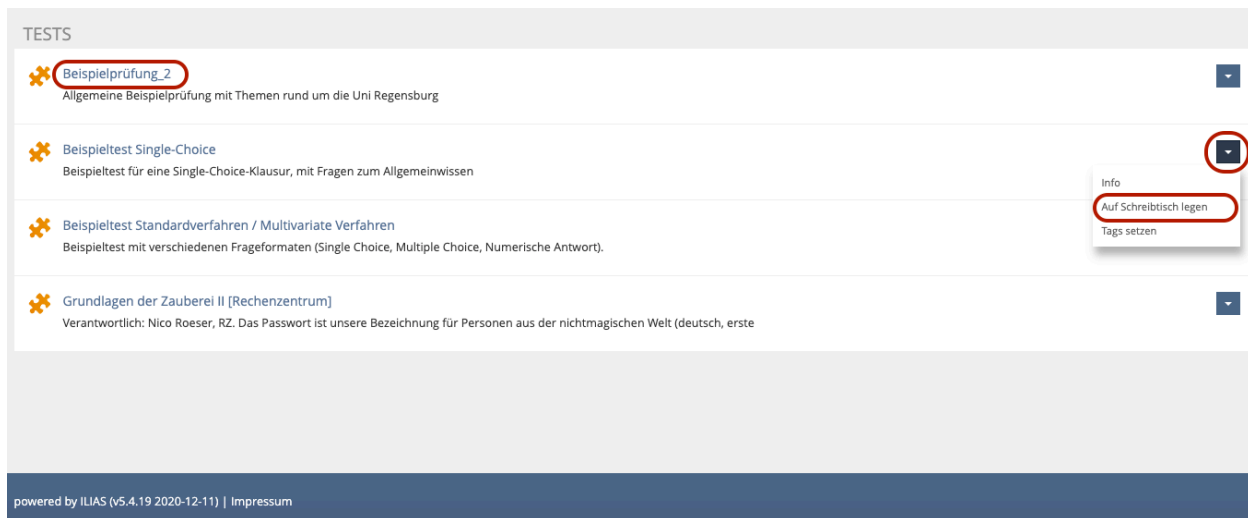 TESTS
Beispielprüfung_2
Allgemeine Beispielprüfung mit Themen rund um die Uni Regensburg
Beispieltest Single-Choice
Beispieltest für eine Single-Choice-Klausur, mit Fragen zum Allgemeinwissen
Info
Auf Schreibtisch legen
Tags setzen
Beispieltest Standardverfahren / Multivariate Verfahren
Beispieltest mit verschiedenen Frageformaten (Single Choice, Multiple Choice, Numerische Antwort).
Grundlagen der Zauberei II [Rechenzentrum]
Verantwortlich: Nico Roeser, RZ. Das Passwort ist unsere Bezeichnung für Personen aus der nichtmagischen Welt (deutsch, erste
powered by ILIAS (v5.4.19 2020-12-11) | Impressum